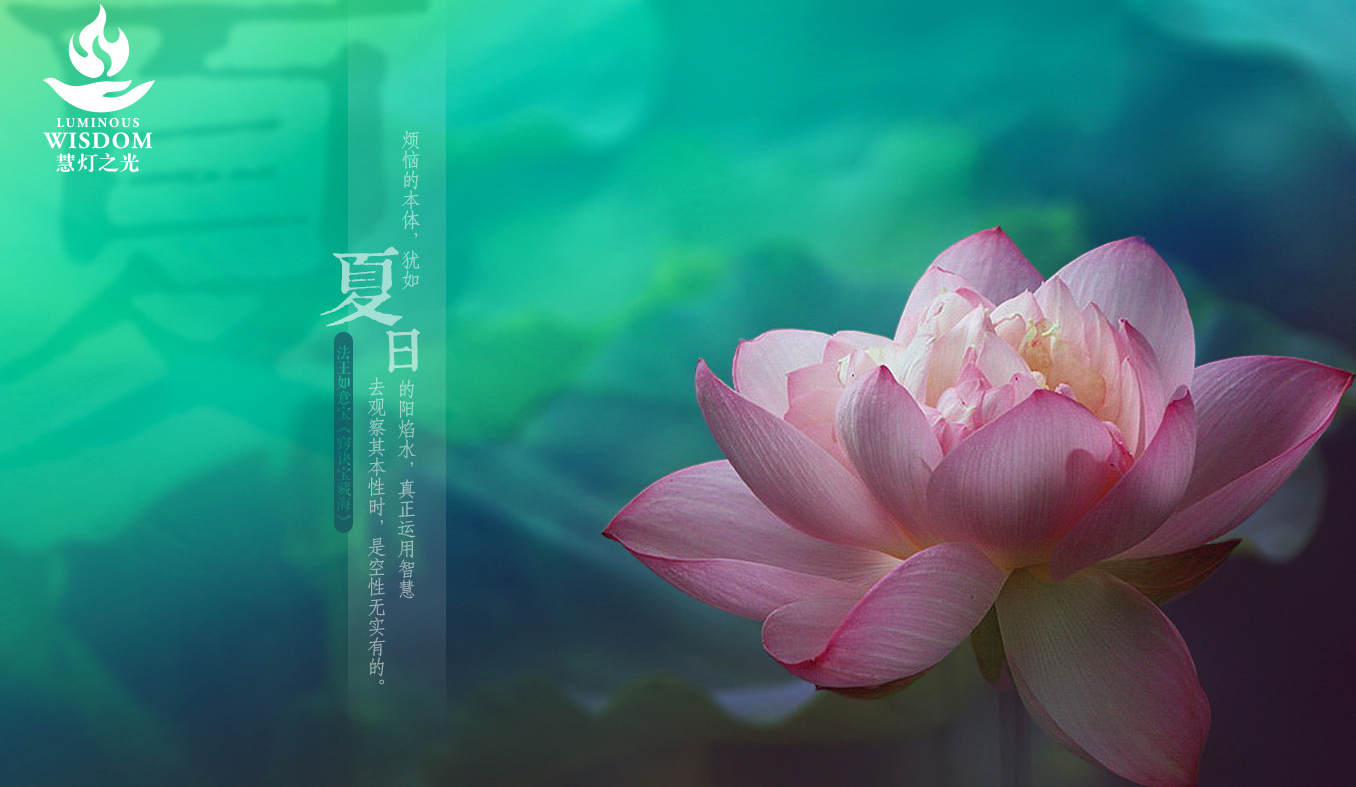 LUMINOUS
WISDOM
慧灯之光
夏
烦恼的本体，犹如
夏日
的阳焰水，真正运用智慧
去观察其本性时，是空性无实有的。
法王如意宝《窍诀宝藏海》